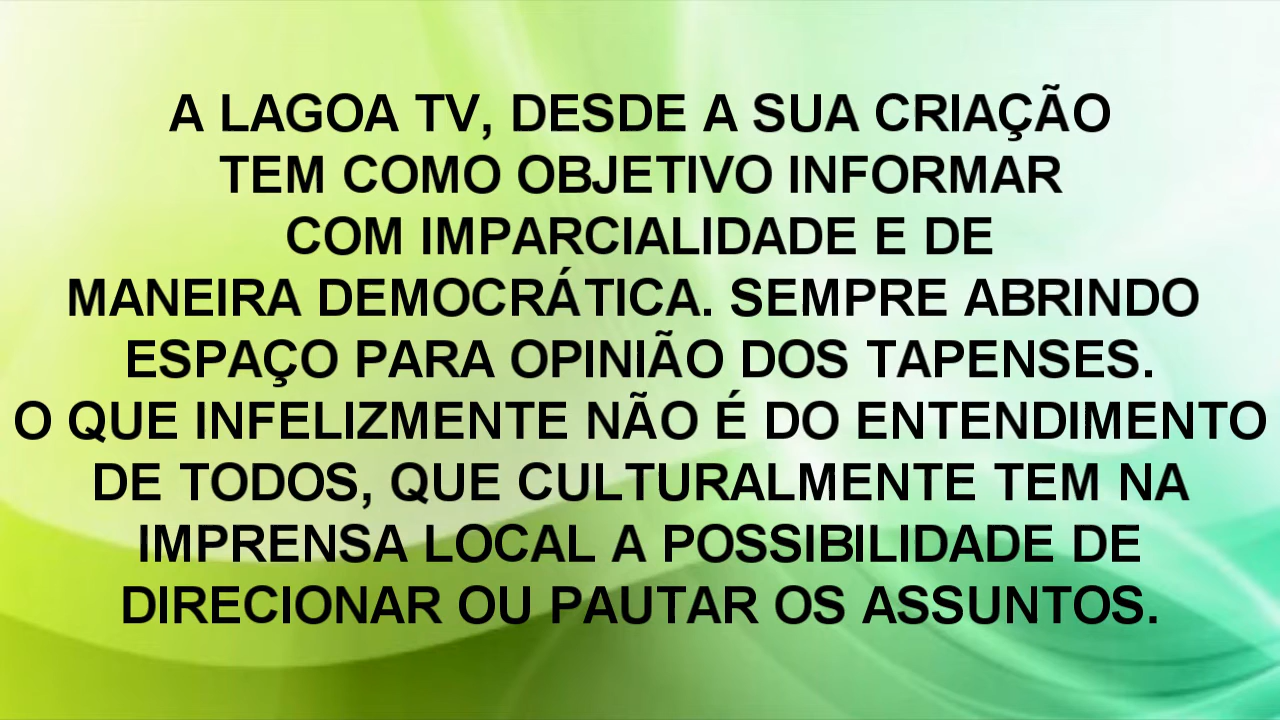 A LAGOA TV, DESDE A SUA CRIAÇÃO
TEM COMO OBJETIVO INFORMAR
COM IMPARCIALIDADE E DE
MANEIRA DEMOCRÁTICA. SEMPRE ABRINDO
ESPAÇO PARA OPINIÃO DOS TAPENSES.
O QUE INFELIZMENTE NÃO É DO ENTENDIMENTO
DE TODOS, QUE CULTURALMENTE TEM NA
IMPRENSA LOCAL A POSSIBILIDADE DE
DIRECIONAR OU PAUTAR OS ASSUNTOS.